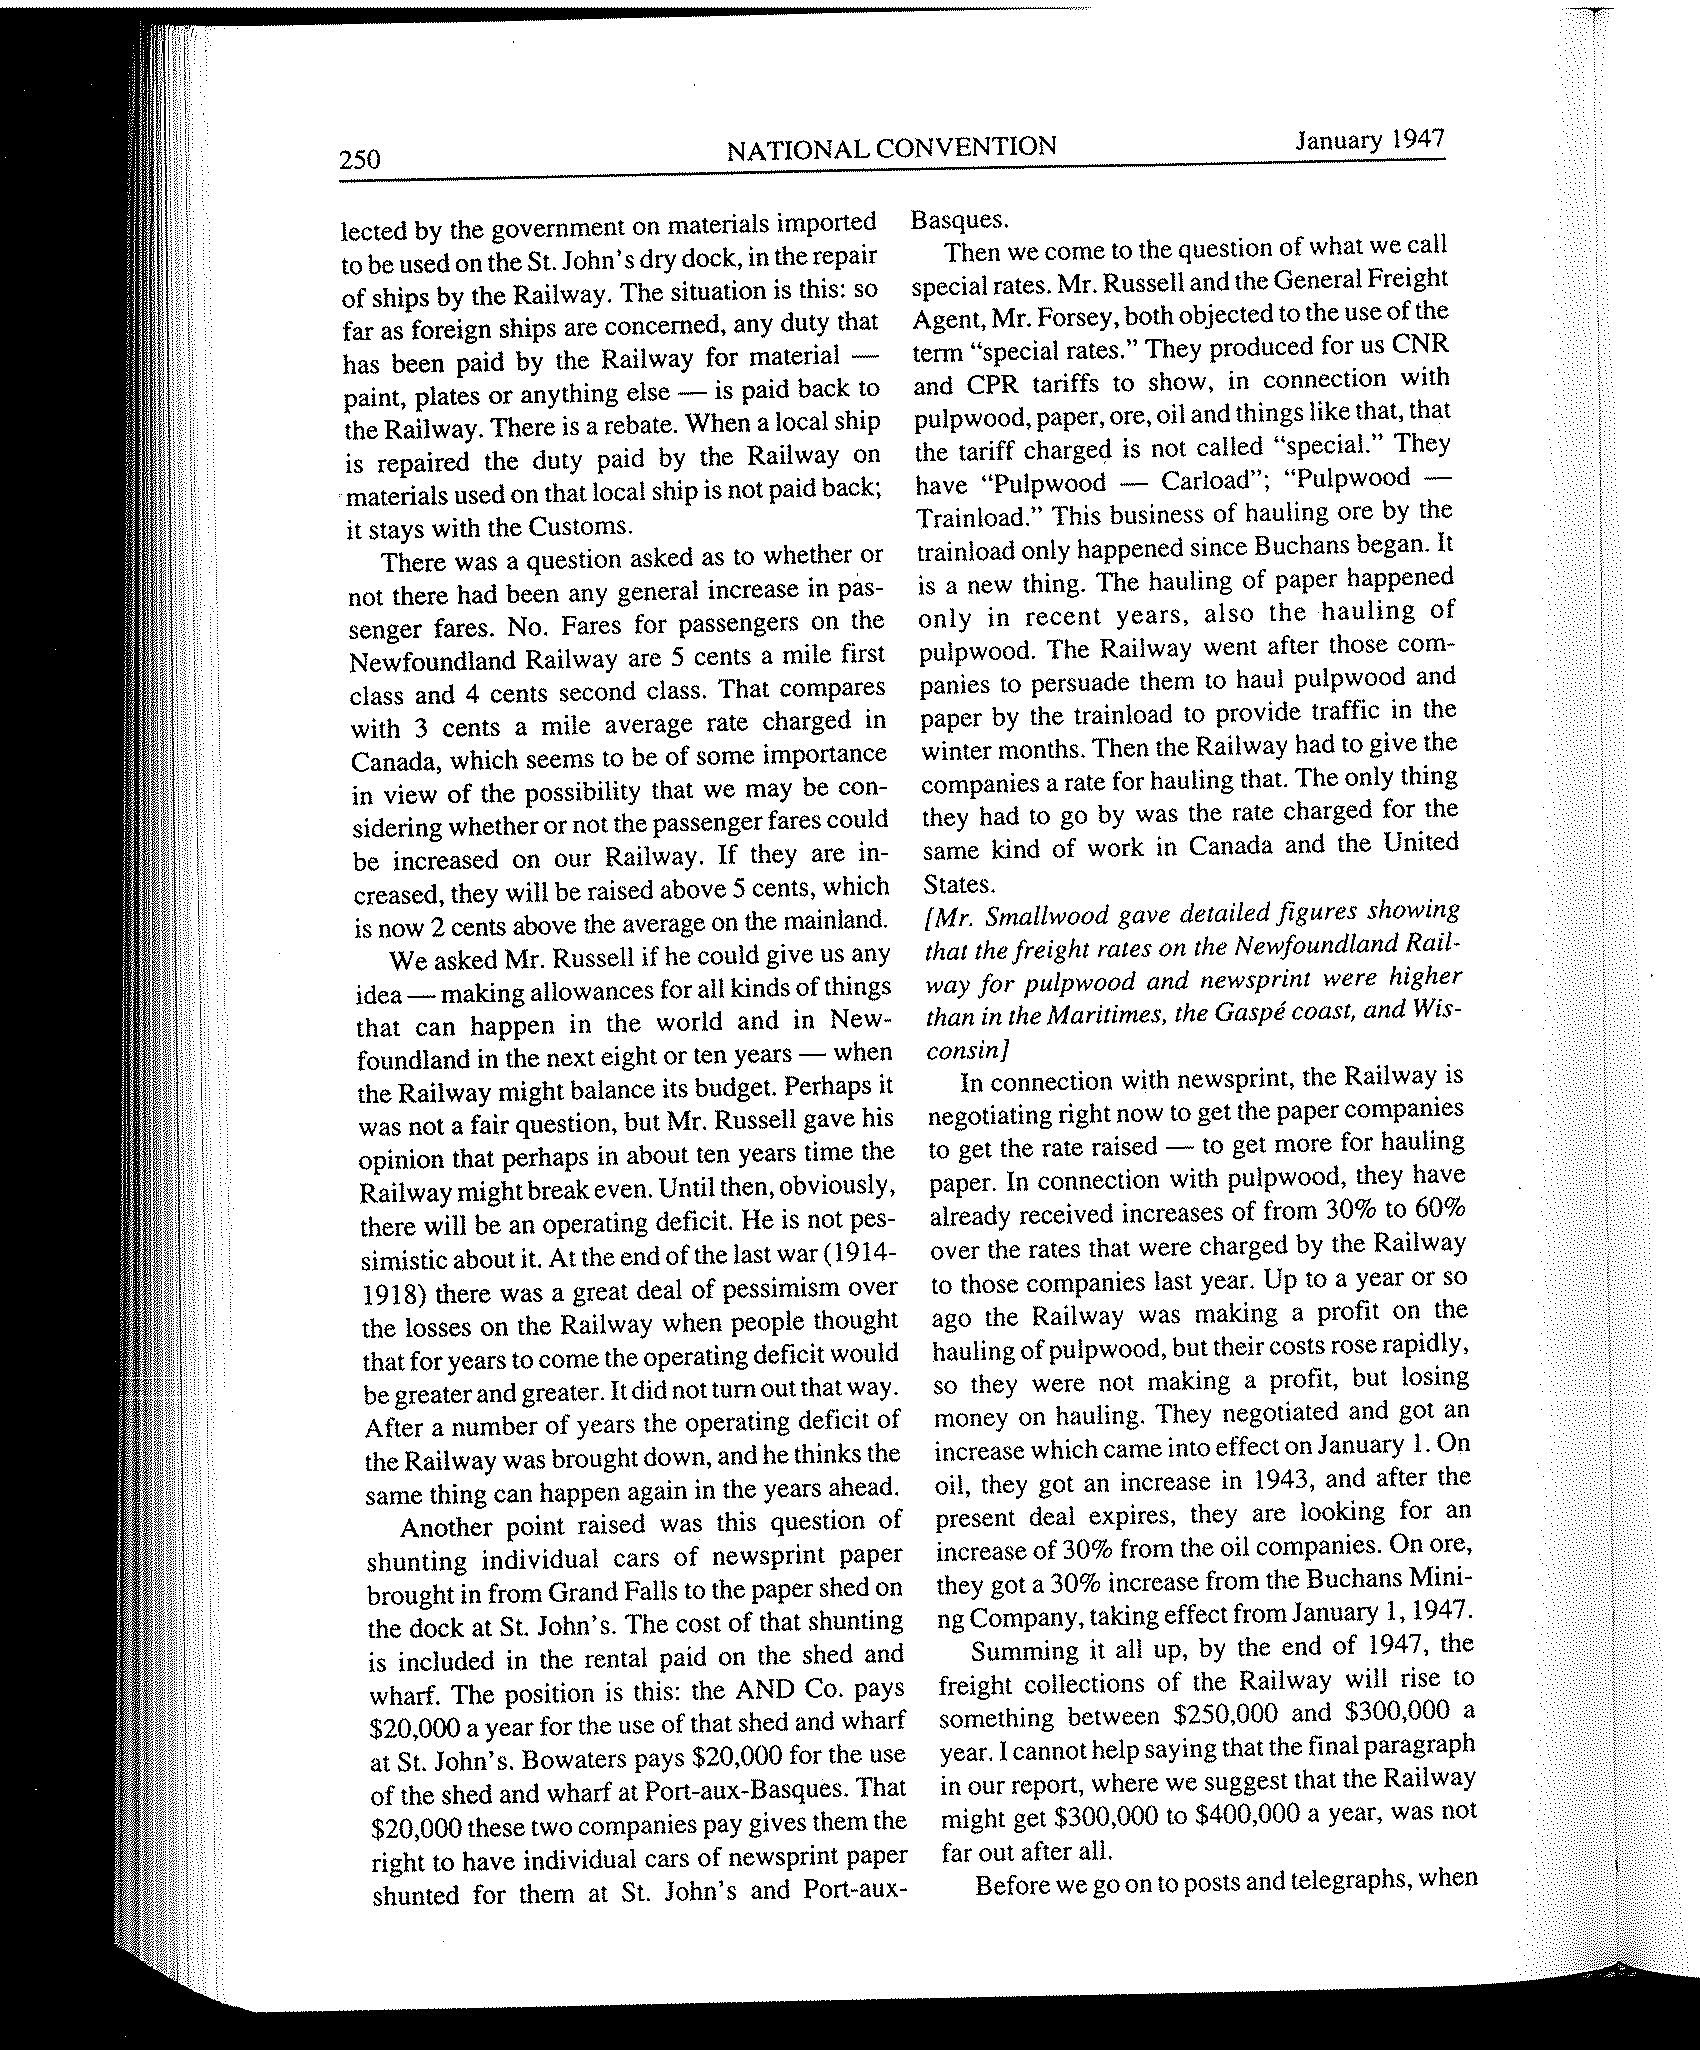 250
NATIONAL CONVENTION
January 1947
lected by the government on materials imported
to be used on the St. John's dry dock, in the repair
of ships by the Railway. The situation is this: so
far as foreign ships are concerned, any duty that
has been paid by the Railway for material —
paint, plates or anything else — is paid back to
the Railway. There is a rebate. When a local ship
is repaired the duty paid by the Railway on
materials used on that local ship is not paid back;
it stays with the Customs.
There was a question asked as to whether or
not there had been any general increase in pas-
senger fares. No. Fares for passengers on the
Newfoundland Railway are 5 cents a mile first
class and 4 cents second class. That compares
with 3 cents a mile average rate charged in
Canada, which seems to be of some importance
in view of the possibility that we may be con-
sidering whether or not the passenger fares could
be increased on our Railway. If they are in-
creased, they will be raised above 5 cents, which
is now 2 cents above the average on the mainland.
We asked Mr. Russell if he could give us any
idea — making allowances for all kinds of things
that can happen in the world and in New-
foundland in the next eight or ten years — when
the Railway might balance its budget. Perhaps it
was not a fair question, but Mr. Russell gave his
opinion that perhaps in about ten years time the
Railway might break even. Until then, obviously,
there will be an operating deficit. He is not pes-
simistic about it. At the end of the last war (1914-
1918) there was a great deal of pessimism over
the losses on the Railway when people thought
that for years to come the operating deficit would
be greater and greater. It did not turn out that way.
After a number of years the operating deficit of
the Railway was brought down, and he thinks the
same thing can happen again in the years ahead.
Another point raised was this question of
shunting individual cars of newsprint paper
brought in from Grand Falls to the paper shed on
the dock at St. John's. The cost of that shunting
is included in the rental paid on the shed and
wharf. The position is this: the AND Co. pays
$20,000 a year for the use of that shed and wharf
at St. John's. Bowaters pays $20,000 for the use
of the shed and wharf at Port-aux-Basques. That
$20,000 these two companies pay gives them the
right to have individual cars of newsprint paper
shunted for them at St. John's and Port-aux-
Basques.
Then we come to the question of what we call
special rates. Mr. Russell and the General Freight
Agent, Mr. Forsey, both objected to the use of the
term "special rates." They produced for us CNR
and CPR tariffs to show, in connection with
pulpwood, paper, ore, oil and things like that, that
the tariff charged is not called "special." They
have "Pulpwood — Carload"; "Pulpwood —
Trainload." This business of hauling ore by the
trainload only happened since Buchans began. It
is a new thing. The hauling of paper happened
only in recent years, also the hauling of
pulpwood. The Railway went after those com-
panies to persuade them to haul pulpwood and
paper by the trainload to provide traffic in the
winter months. Then the Railway had to give the
companies a rate for hauling that. The only thing
they had to go by was the rate charged for the
same kind of work in Canada and the United
States.
[Mr. Smallwood gave detailed figures showing
that the freight rates on the Newfoundland Rail-
way for pulpwood and newsprint were higher
than in the Maritimes, the Gaspé coast, and Wis-
consin]
In connection with newsprint, the Railway is
negotiating right now to get the paper companies
to get the rate raised — to get more for hauling
paper. In connection with pulpwood, they have
already received increases of from 30% to 60%
over the rates that were charged by the Railway
to those companies last year. Up to a year or so
ago the Railway was making a profit on the
hauling of pulpwood, but their costs rose rapidly,
so they were not making a profit, but losing
money on hauling. They negotiated and got an
increase which came into effect on January 1. On
oil, they got an increase in 1943, and after the
present deal expires, they are looking for an
increase of 30% from the oil companies. On ore,
they got a 30% increase from the Buchans Mini-
ng Company, taking effect from January 1, 1947.
Summing it all up, by the end of 1947, the
freight collections of the Railway will rise to
something between $250,000 and $300,000 a
year. I cannot help saying that the final paragraph
in our report, where we suggest that the Railway
might get $300,000 to $400,000 a year, was not
far out after all.
Before we go on to posts and telegraphs, when